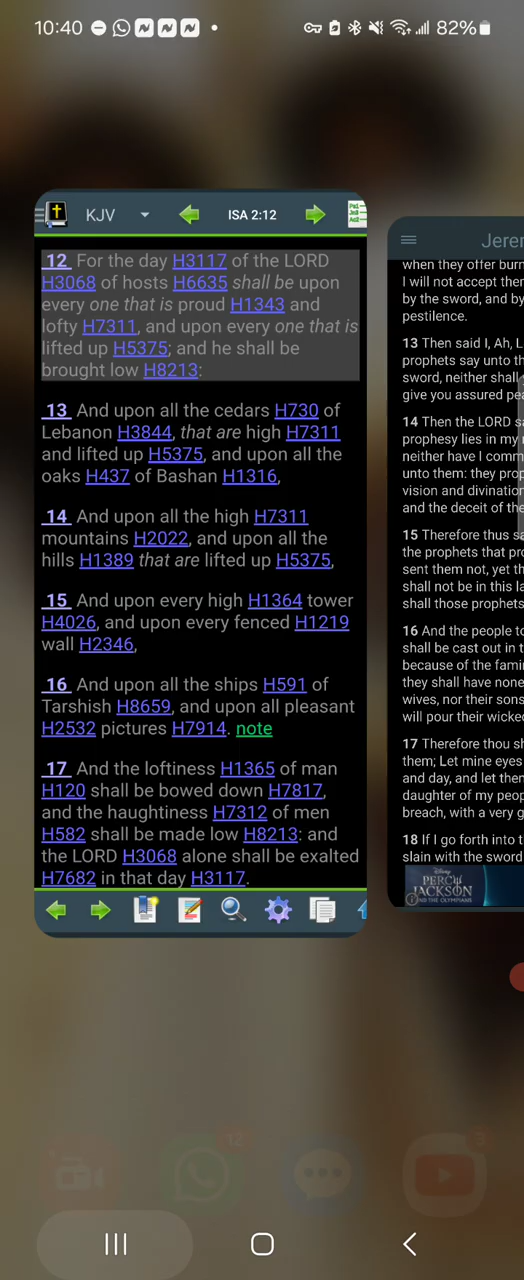 10:40
82%
KJV
ISA 2:12
12 For the day H3117 of the LORD
H3068 of hosts H6635 shall be upon
every one that is proud H1343 and
lofty H7311, and upon every one that is
lifted up H5375; and he shall be
brought low H8213:
13 And upon all the cedars H730 of
Lebanon H3844, that are high H7311
and lifted up H5375, and upon all the
oaks H437 of Bashan H1316,
14 And upon all the high H7311
mountains H2022, and upon all the
hills H1389 that are lifted up H5375,
15 And upon every high H1364 tower
H4026, and upon every fenced H1219
wall H2346,
16 And upon all the ships H591 of
Tarshish H8659, and upon all pleasant
H2532 pictures H7914. note
17 And the loftiness H1365 of man
H120 shall be bowed down H7817,
and the haughtiness H7312 of men
H582 shall be made low H8213: and
the LORD H3068 alone shall be exalted
H7682 in that day H3117.
Jerem
when they offer burn
I will not accept the
by the sword, and by
pestilence.
13 Then said I, Ah, L
prophets say unto th
sword, neither shall
give you assured pea
14 Then the LORD sa
prophesy lies in my
neither have I comm
unto them: they prop
vision and divination
and the deceit of the
15 Therefore thus sa
the prophets that pro
sent them not, yet th
shall not be in this la
shall those prophets
16 And the people to
shall be cast out in t
because of the famin
they shall have none
wives, nor their sons
will pour their wicked
17 Therefore thou sh
them; Let mine eyes
and day, and let them
daughter of my peop
breach, with a very g
18 If I go forth into t
slain with the sword
Disney
PERCY
JACKSON
AND THE OLYMPIANS
12
3